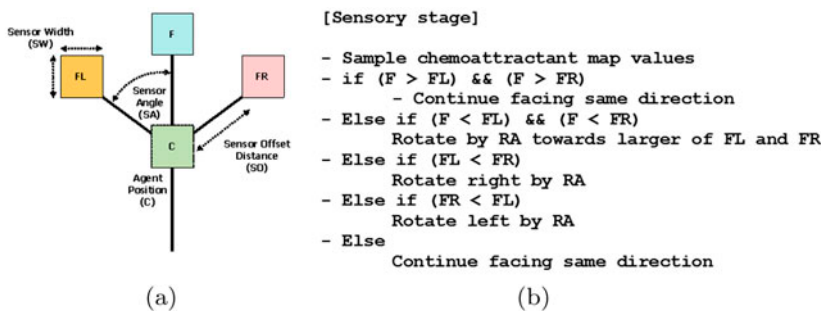 Sensor Width
(SW)
F
FL
FR
Sensor
Angle
(SA)
C
Sensor Offset
Distance
(SO)
Agent
Position
(C)
(a)
[Sensory stage]
- Sample chemoattractant map values
- if (F > FL) && (F > FR)
- Continue facing same direction
- Else if (F < FL) && (F < FR)
Rotate by RA towards larger of FL and FR
- Else if (FL < FR)
Rotate right by RA
- Else if (FR < FL)
Rotate left by RA
- Else
Continue facing same direction
(b)